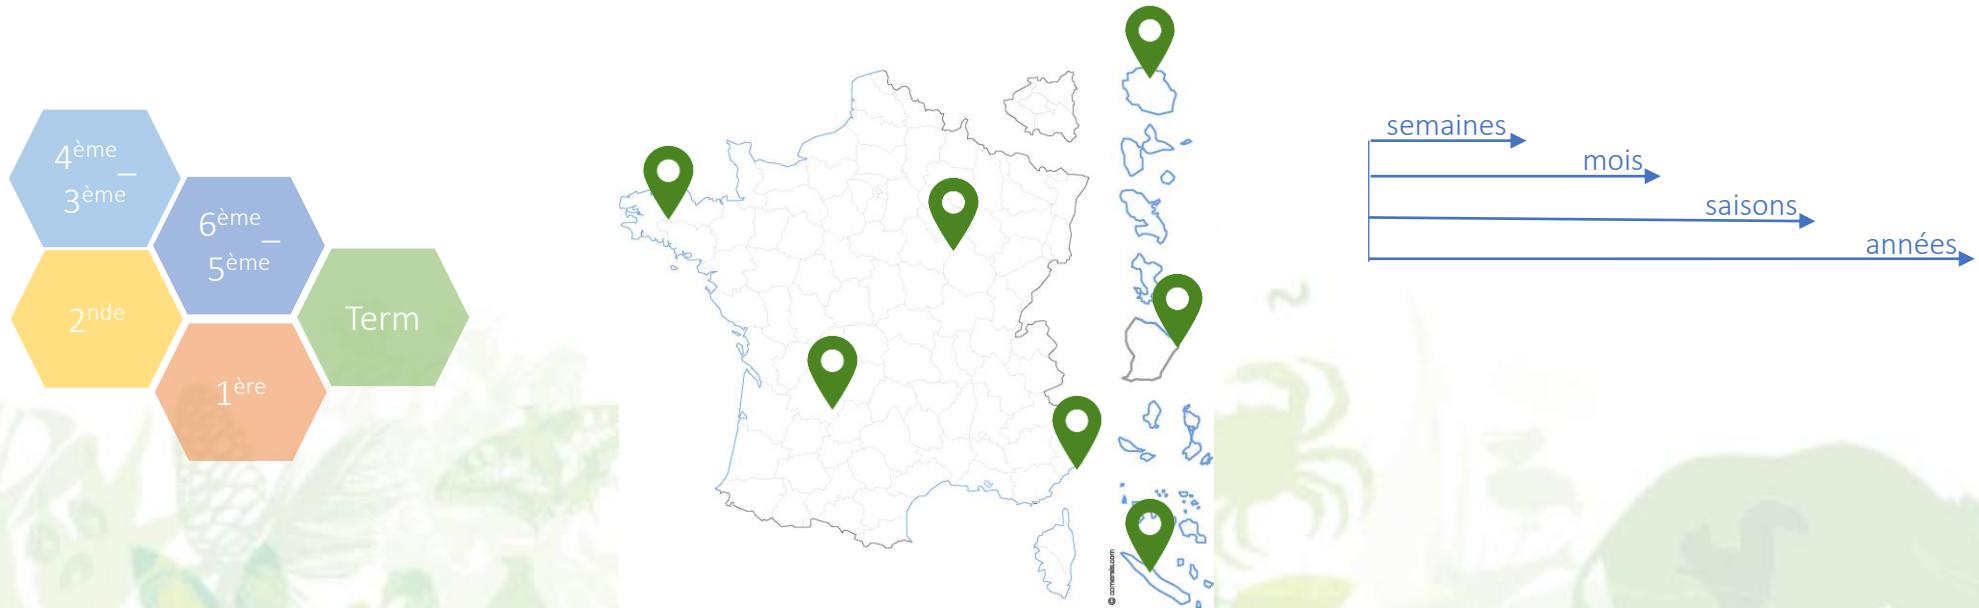 4ème –
3ème
6ème –
5ème
2nde
Term
1ère
semaines
mois
saisons
années